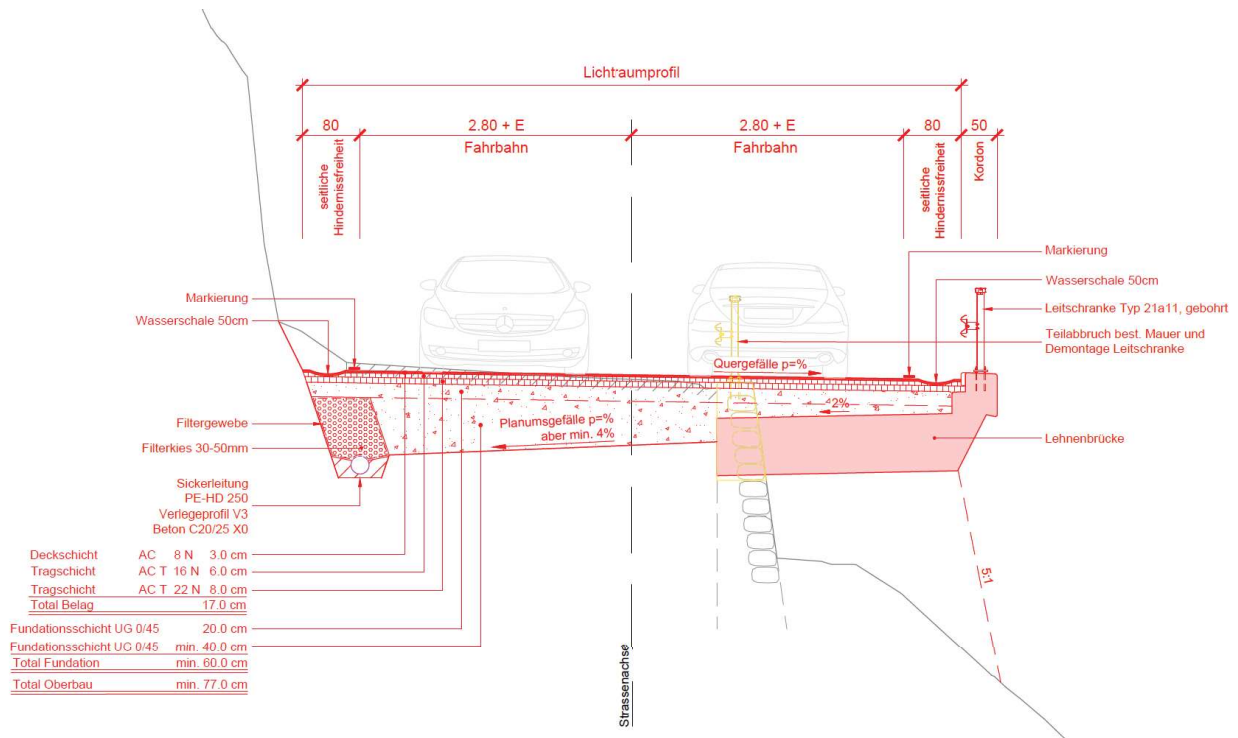 Lichtraumprofil
80
2.80 + E
2.80 + E
80
50
Fahrbahn
Fahrbahn
seitliche
Hindernissfreiheit
seitliche
Hindernissfreiheit
Kordon
Markierung
Wasserschale 50cm
Leitschranke Typ 21a11, gebohrt
Teilabbruch best. Mauer und
Demontage Leitschranke
Markierung
Wasserschale 50cm
Quergefälle p=%
2%
Planumsgefälle p=%
aber min. 4%
Filtergewebe
Filterkies 30-50mm
Lehnenbrücke
Sickerleitung
PE-HD 250
Verlegeprofil V3
Beton C20/25 X0
Deckschicht AC 8 N 3.0 cm
Tragschicht AC T 16 N 6.0 cm
Tragschicht AC T 22 N 8.0 cm
Total Belag 17.0 cm
Fundationsschicht UG 0/45 20.0 cm
Fundationsschicht UG 0/45 min. 40.0 cm
Total Fundation min. 60.0 cm
Total Oberbau min. 77.0 cm
5:1
Strassenachse